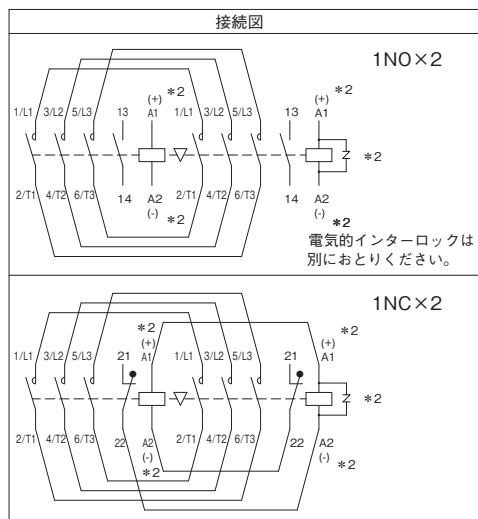 接続図
1NO×2
*2 *2
1/L1 3/L2 5/L3 13 (+) A1 1/L1 3/L2 5/L3 13 (+) A1
*2
2/T1 4/T2 6/T3 14 A2 (-) 2/T1 4/T2 6/T3 14 A2 (-)
*2 *2
電気的インターロックは
別におとりください。
1NC×2
*2 *2
1/L1 3/L2 5/L3 21 (+) A1 1/L1 3/L2 5/L3 21 (+) A1
*2
2/T1 4/T2 6/T3 22 A2 (-) 2/T1 4/T2 6/T3 22 A2 (-)
*2 *2